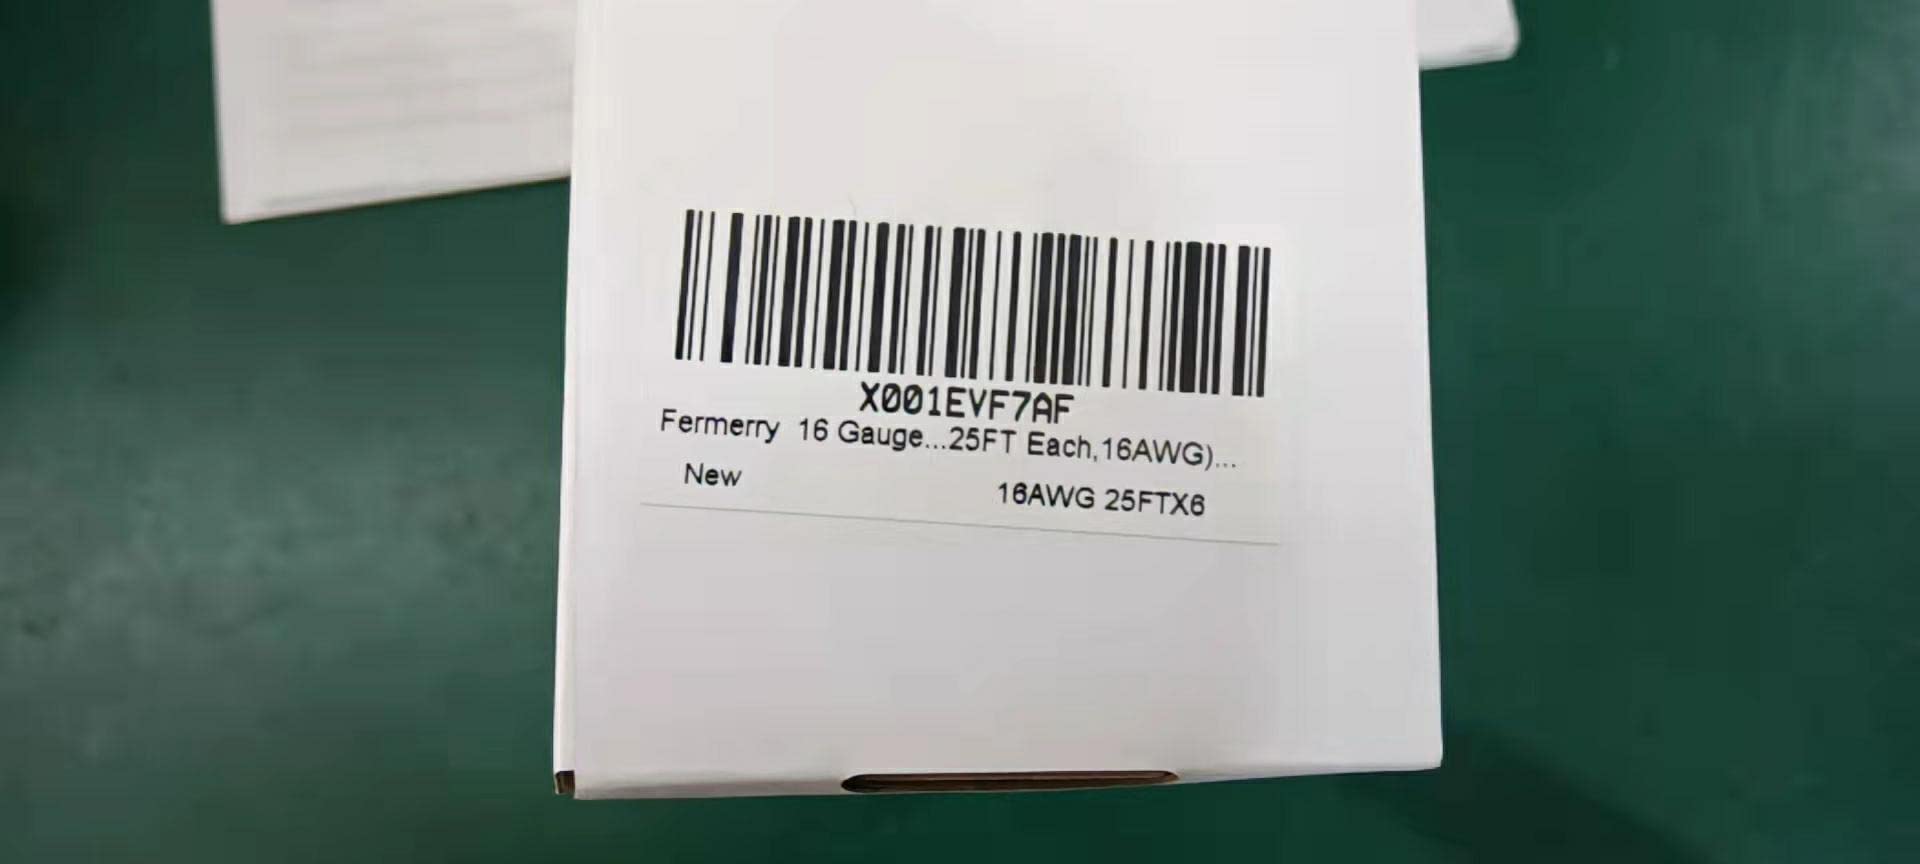 X001EVF7AF
Fermerry 16 Gauge...25FT Each,16AWG)...
New 16AWG 25FTX6